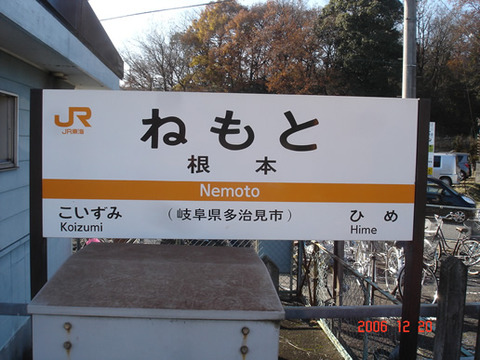 JR
JR東海
ねもと
根本
Nemoto
こいずみ (岐阜県多治見市) ひめ
Koizumi Hime
2006 12 20